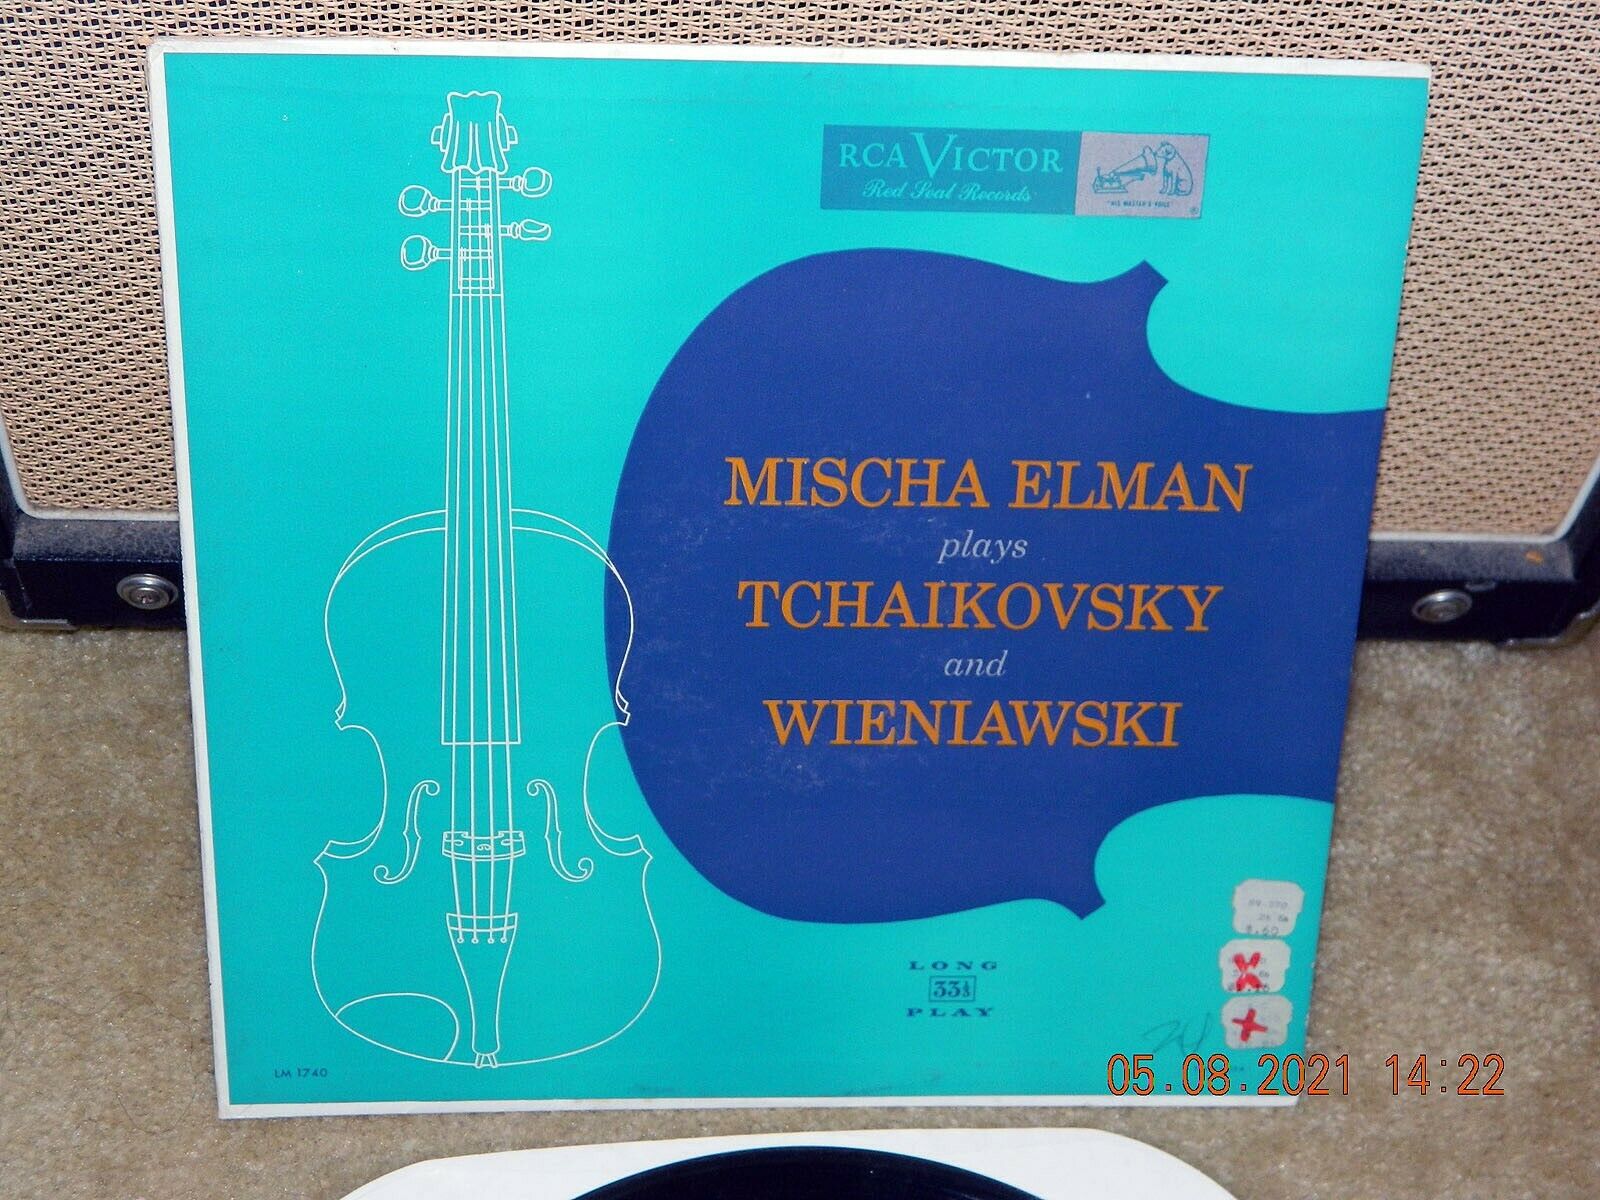 RCA VICTOR
Red Seal Records
"HIS MASTER'S VOICE"
®
MISCHA ELMAN
plays
TCHAIKOVSKY
and
WIENIAWSKI
LONG
33⅓
PLAY
LM 1740
05.08.2021 14:22